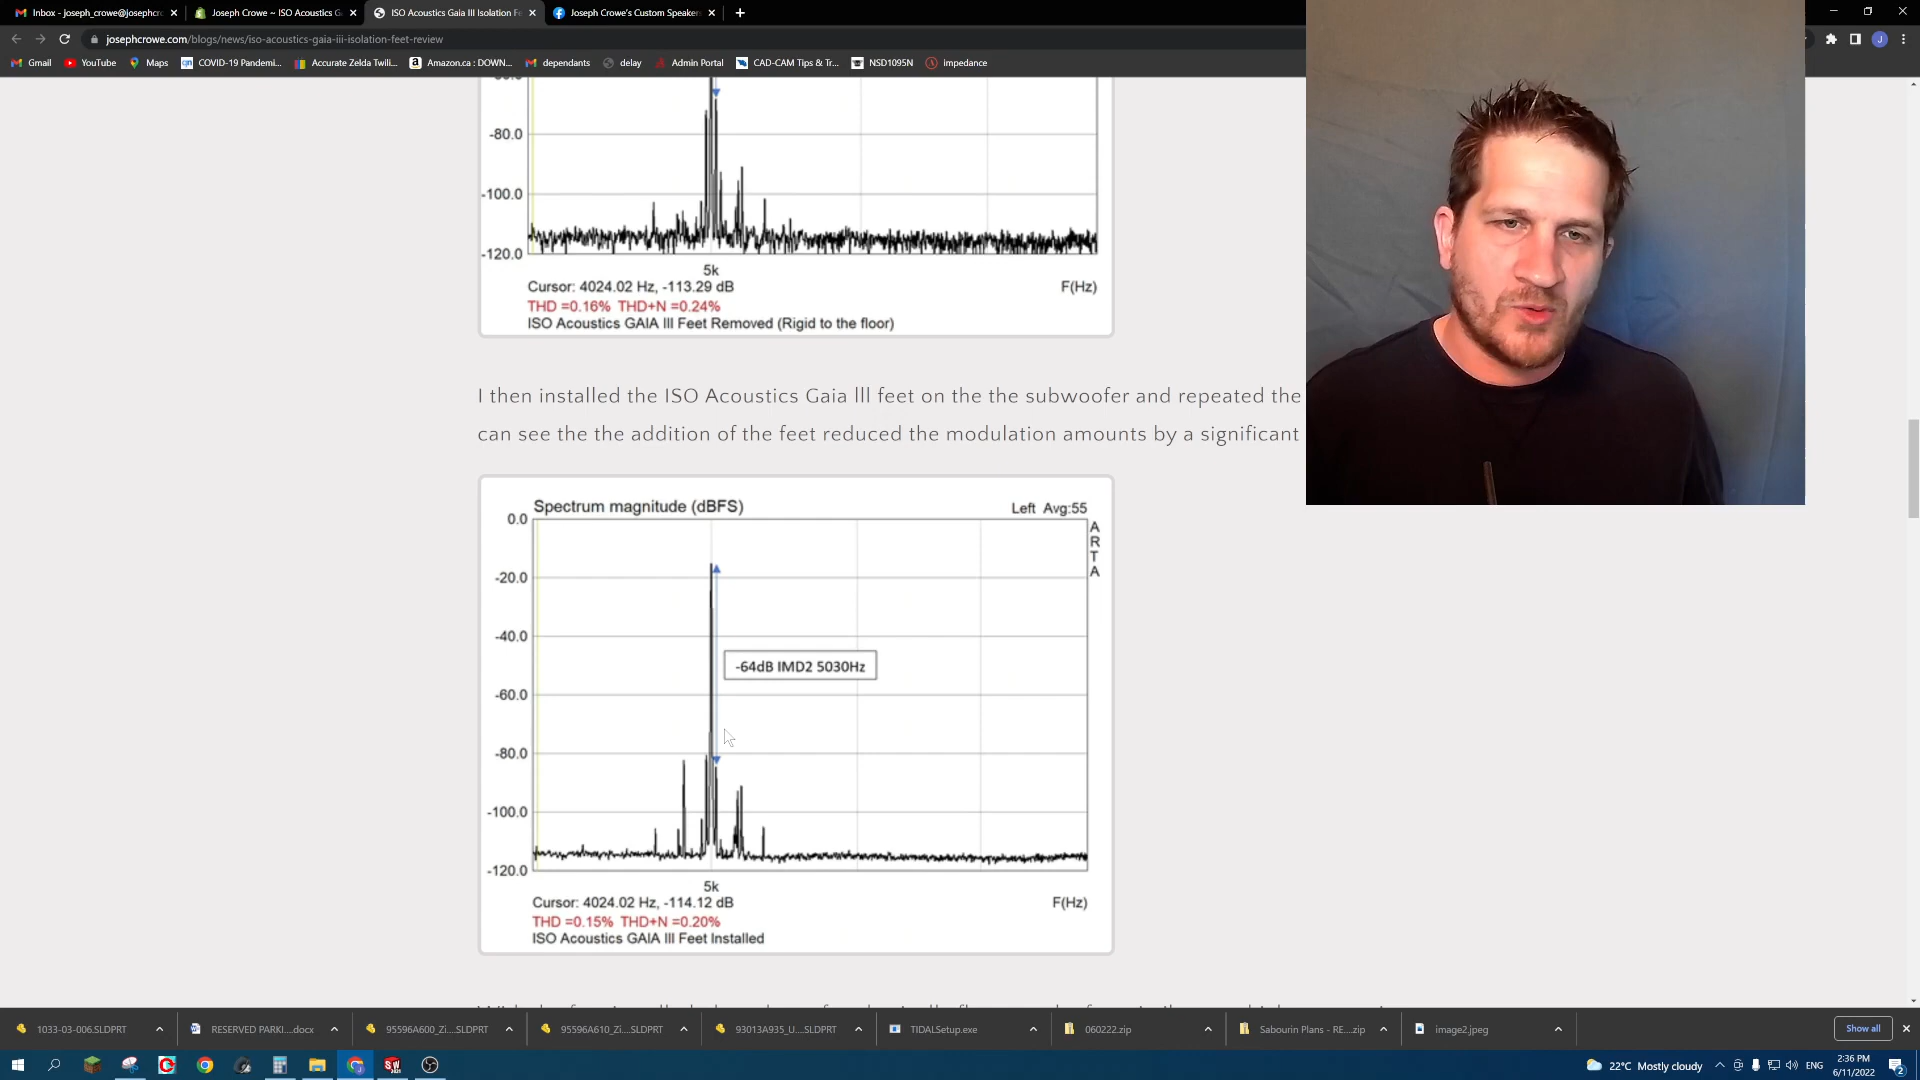 Inbox - joseph_crowe@josephcr
Joseph Crowe ~ ISO Acoustics G
ISO Acoustics Gaia III Isolation Fe
Joseph Crowe's Custom Speaker
josephcrowe.com/blogs/news/iso-acoustics-gaia-iii-isolation-feet-review
Gmail
YouTube
Maps
COVID-19 Pandemi...
Accurate Zelda Twili...
Amazon.ca : DOWN...
dependants
delay
Admin Portal
CAD-CAM Tips & Tr...
NSD1095N
impedance
-80.0
-100.0
-120.0
5k
Cursor: 4024.02 Hz, -113.29 dB F(Hz)
THD =0.16% THD+N =0.24%
ISO Acoustics GAIA III Feet Removed (Rigid to the floor)
I then installed the ISO Acoustics Gaia lll feet on the the subwoofer and repeated the
can see the the addition of the feet reduced the modulation amounts by a significant
Spectrum magnitude (dBFS) Left Avg:55
0.0
-20.0
-40.0
-60.0
-80.0
-100.0
-120.0
A
R
T
A
-64dB IMD2 5030Hz
5k
Cursor: 4024.02 Hz, -114.12 dB F(Hz)
THD =0.15% THD+N =0.20%
ISO Acoustics GAIA III Feet Installed
1033-03-006.SLDPRT
RESERVED PARKI....docx
95596A600_Zi....SLDPRT
95596A610_Zi....SLDPRT
93013A935_U....SLDPRT
TIDALSetup.exe
060222.zip
Sabourin Plans - RE....zip
image2.jpeg
Show all
22°C Mostly cloudy
ENG
2:36 PM
6/11/2022